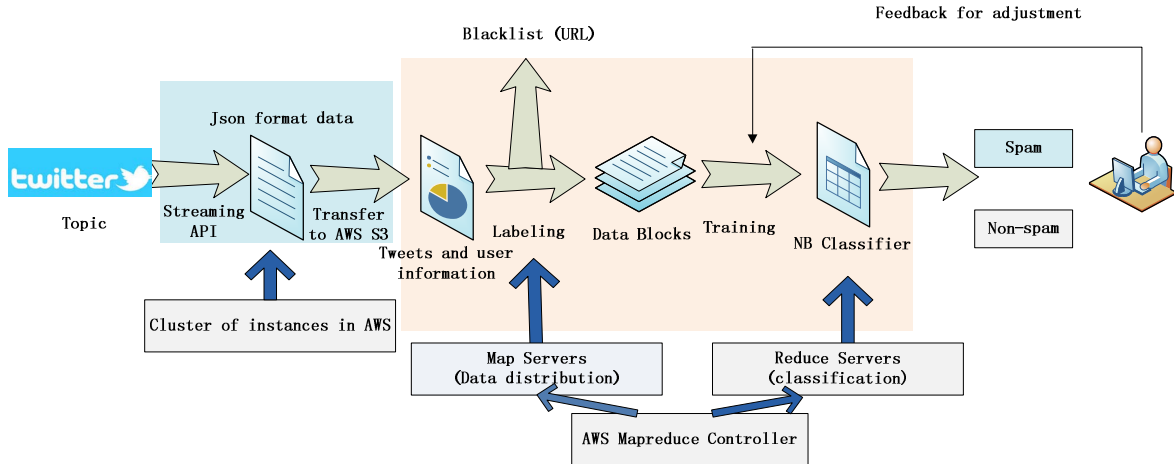 Feedback for adjustment
Blacklist (URL)
Json format data
twitter
Topic
Streaming
API
Transfer
to AWS S3
Tweets and user
information
Labeling
Data Blocks
Training
NB Classifier
Spam
Non-spam
Cluster of instances in AWS
Map Servers
(Data distribution)
Reduce Servers
(classification)
AWS Mapreduce Controller